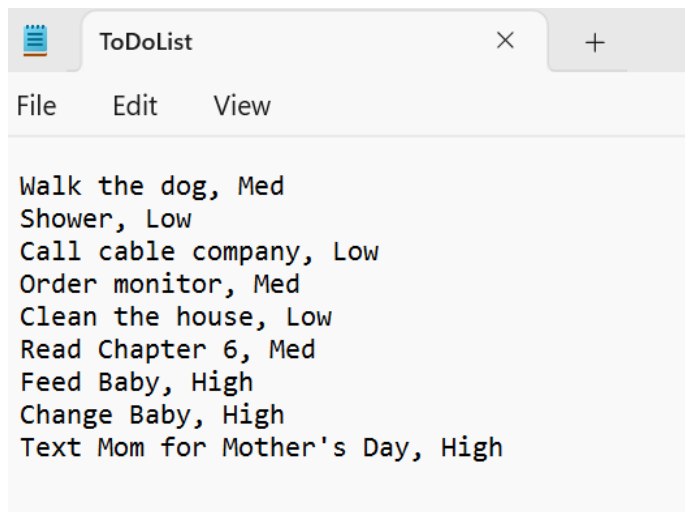 ToDoList
File Edit View
Walk the dog, Med
Shower, Low
Call cable company, Low
Order monitor, Med
Clean the house, Low
Read Chapter 6, Med
Feed Baby, High
Change Baby, High
Text Mom for Mother's Day, High